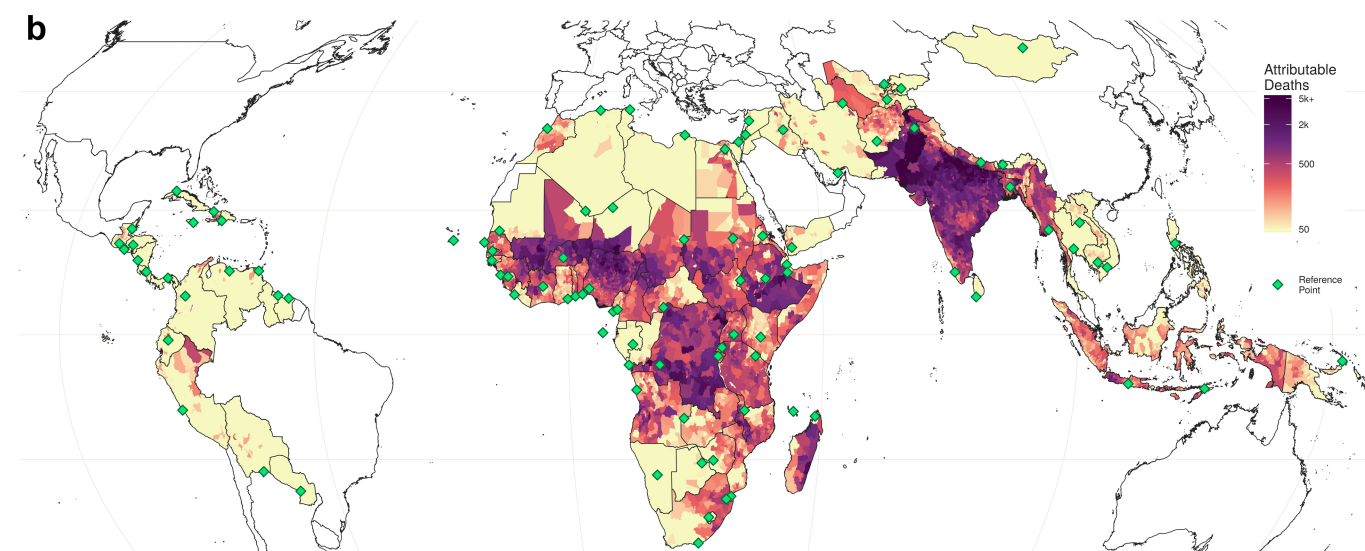 b
Attributable
Deaths
5k+
2k
500
50
Reference
Point